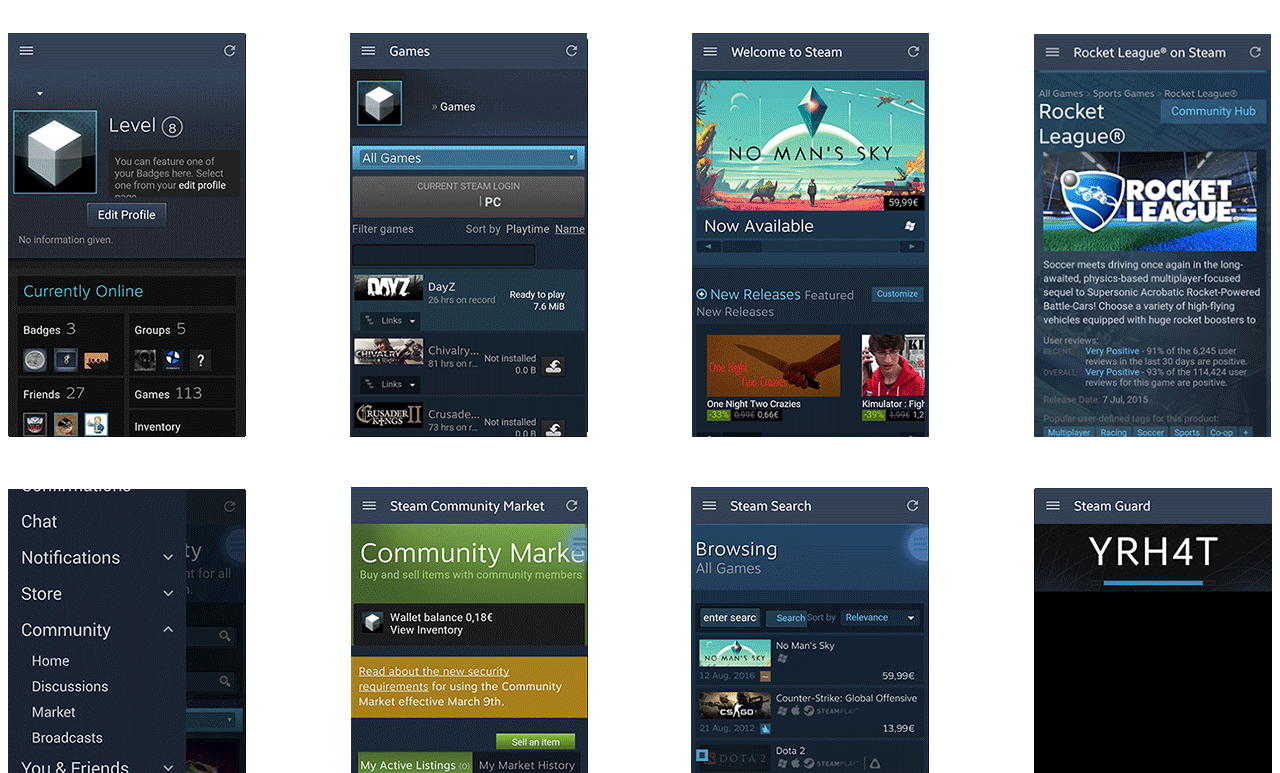 Level 8
You can feature one of
your Badges here. Select
one from your edit profile
page.
Edit Profile
No information given.
Currently Online
Badges 3
Groups 5
?
Friends 27
Games 113
Inventory
Games
» Games
All Games
CURRENT STEAM LOGIN
PC
Filter games
Sort by Playtime Name
DAYZ
DayZ
26 hrs on record
Ready to play
7.6 MiB
Links
CHIVALRY
Chivalry...
81 hrs on r...
Not installed
0.0 B
Links
CRUSADER
KINGS II
Crusade...
73 hrs on r...
Not installed
0.0 B
Welcome to Steam
NO MAN'S SKY
59,99€
Now Available
New Releases Featured
Customize
New Releases
One Night
Two Crazies
KI
One Night Two Crazies
-33% 0,99€ 0,66€
Kimulator : Figh
-39% 1,99€ 1,2
Rocket League® on Steam
All Games > Sports Games > Rocket League®
Rocket
League®
Community Hub
ROCKET
LEAGUE
Soccer meets driving once again in the long-
awaited, physics-based multiplayer-focused
sequel to Supersonic Acrobatic Rocket-Powered
Battle-Cars! Choose a variety of high-flying
vehicles equipped with huge rocket boosters to
User reviews:
RECENT: Very Positive - 91% of the 6,245 user
reviews in the last 30 days are positive.
OVERALL: Very Positive - 93% of the 114,424 user
reviews for this game are positive.
Release Date: 7 Jul, 2015
Popular user-defined tags for this product:
Multiplayer Racing Soccer Sports Co-op +
Confirmations
Chat
Notifications
Store
Community
Home
Discussions
Market
Broadcasts
You & Friends
ty
nt for all
n.
Steam Community Market
Community Marke
Buy and sell items with community members
Wallet balance 0,18€
View Inventory
Read about the new security
requirements for using the Community
Market effective March 9th.
Sell an item
My Active Listings (0)
My Market History
Steam Search
Browsing
All Games
enter searc
Search
Sort by
Relevance
NO MAN'S SKY
No Man's Sky
12 Aug, 2016
59,99€
CS:GO
Counter-Strike: Global Offensive
STEAMPLAY
21 Aug, 2012
13,99€
DOTA 2
Dota 2
STEAMPLAY
Steam Guard
YRH4T